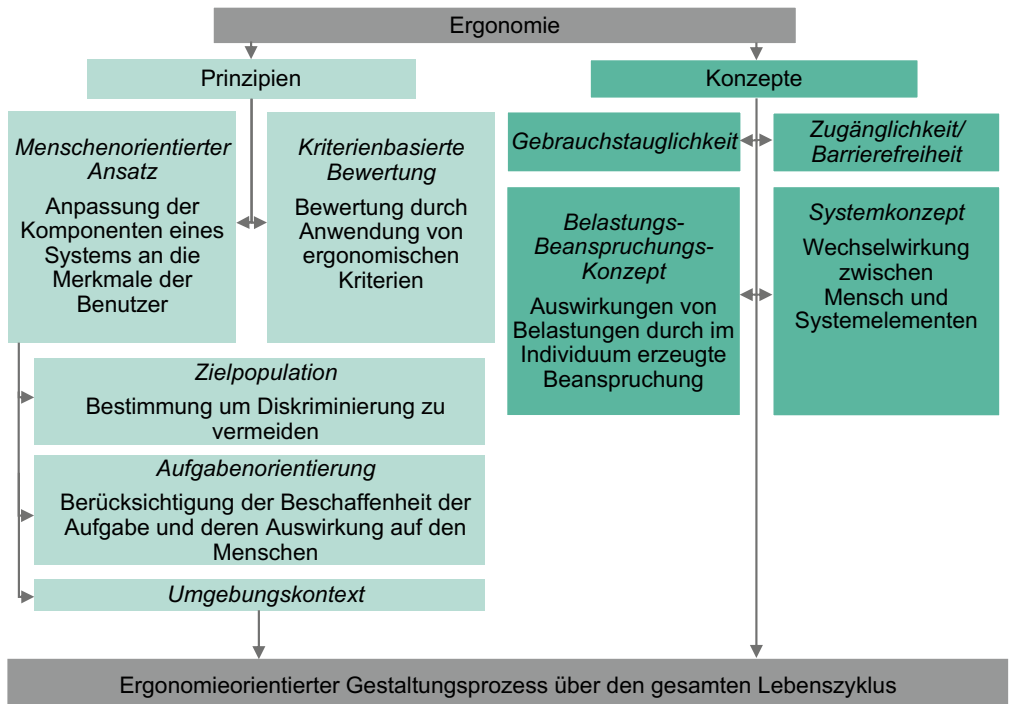 Ergonomie
Prinzipien
Menschenorientierter
Ansatz
Anpassung der
Komponenten eines
Systems an die
Merkmale der
Benutzer
Kriterienbasierte
Bewertung
Bewertung durch
Anwendung von
ergonomischen
Kriterien
Zielpopulation
Bestimmung um Diskriminierung zu
vermeiden
Aufgabenorientierung
Berücksichtigung der Beschaffenheit der
Aufgabe und deren Auswirkung auf den
Menschen
Umgebungskontext
Konzepte
Gebrauchstauglichkeit
Zugänglichkeit/
Barrierefreiheit
Belastungs-
Beanspruchungs-
Konzept
Auswirkungen von
Belastungen durch im
Individuum erzeugte
Beanspruchung
Systemkonzept
Wechselwirkung
zwischen
Mensch und
Systemelementen
Ergonomieorientierter Gestaltungsprozess über den gesamten Lebenszyklus